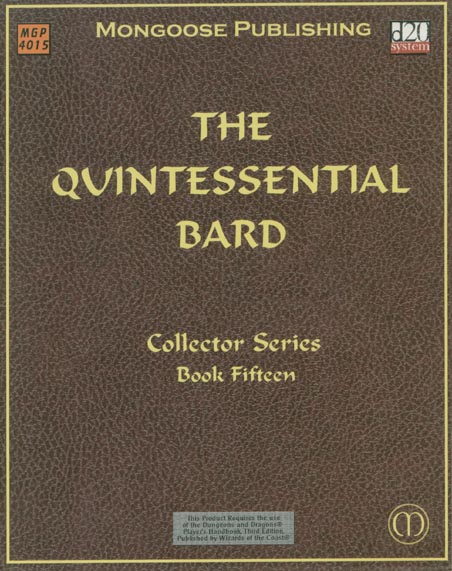 MGP
4015
MONGOOSE PUBLISHING
d20
system
THE
QUINTESSENTIAL
BARD
Collector Series
Book Fifteen
This Product Requires the use
of the Dungeons and Dragons®
Player's Handbook, Third Edition,
Published by Wizards of the Coast®
m